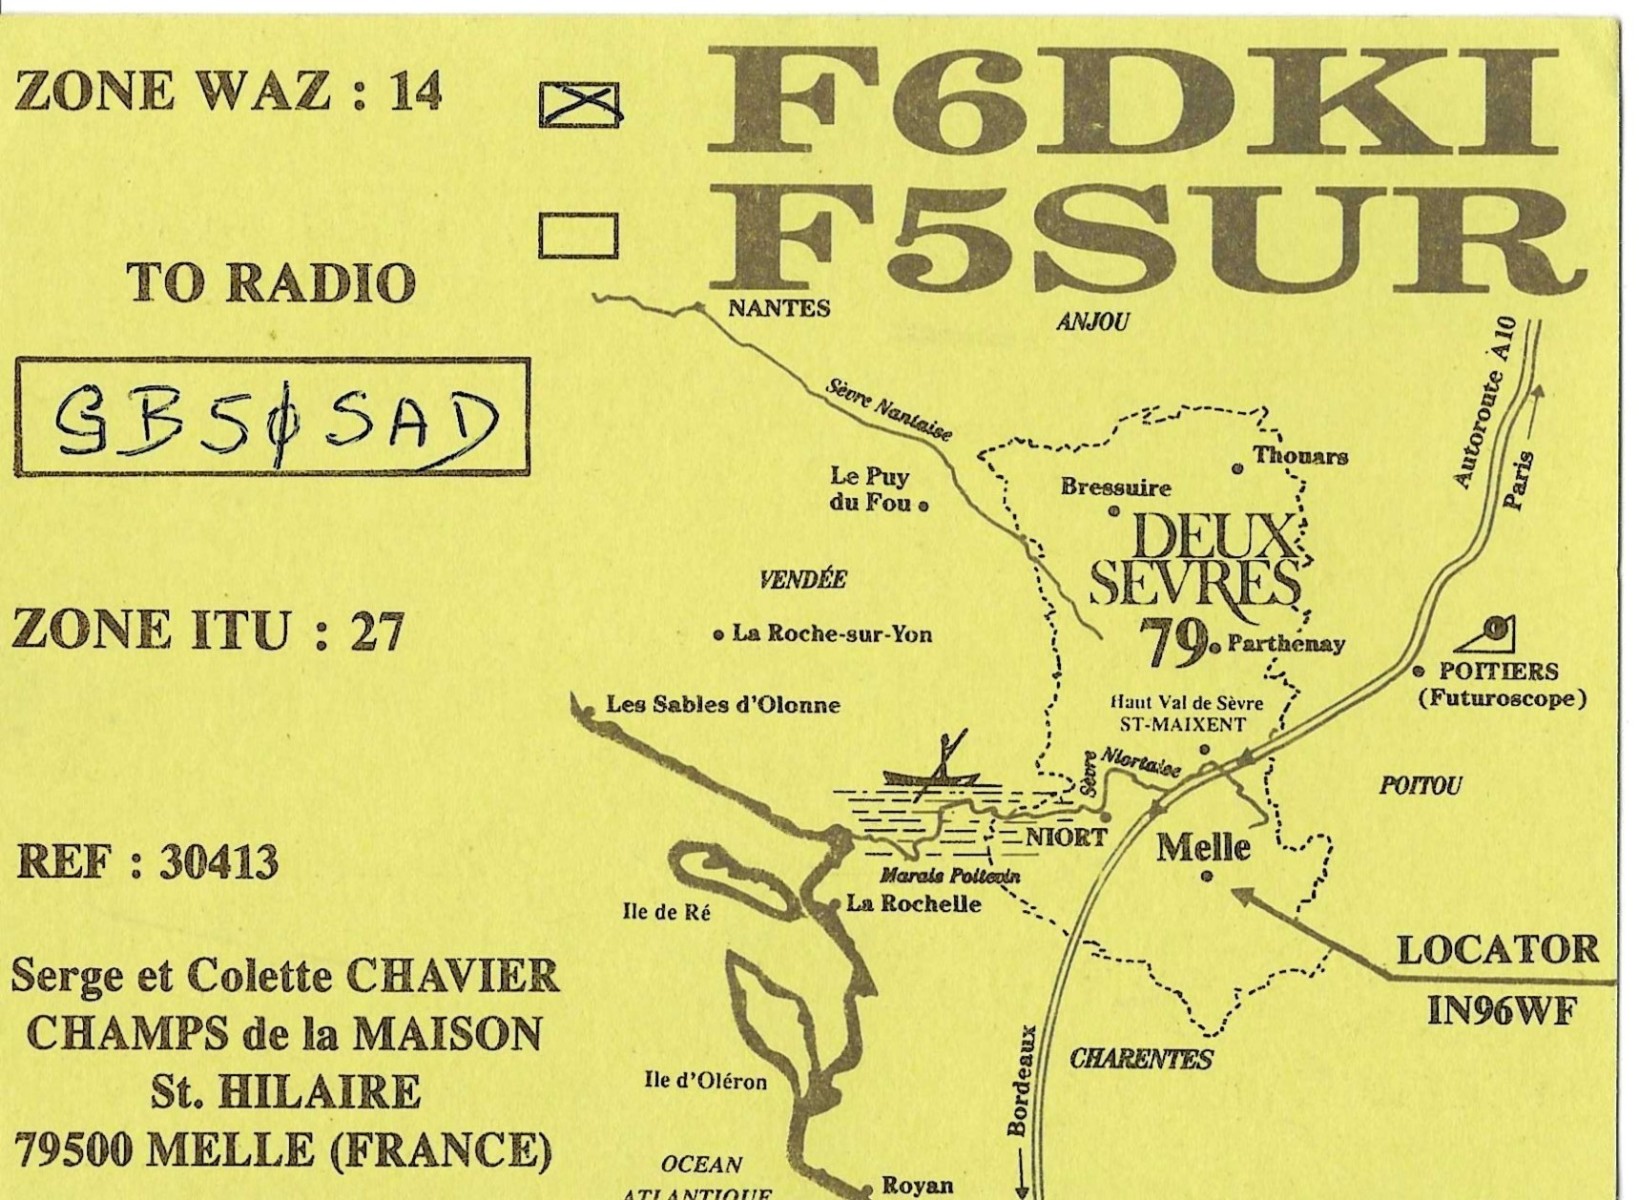 ZONE WAZ : 14
F6DKI
F5SUR
TO RADIO
GB5ØSAD
ZONE ITU : 27
REF : 30413
Serge et Colette CHAVIER
CHAMPS de la MAISON
St. HILAIRE
79500 MELLE (FRANCE)
NANTES
ANJOU
Autoroute A10
Paris
Sèvre Nantaise
Thouars
Le Puy
du Fou
Bressuire
DEUX
SEVRES
79
VENDÉE
La Roche-sur-Yon
Parthenay
POITIERS
(Futuroscope)
Les Sables d'Olonne
Haut Val de Sèvre
ST-MAIXENT
Sèvre Niortaise
POITOU
NIORT
Melle
Marais Poitevin
Ile de Ré
La Rochelle
LOCATOR
IN96WF
Bordeaux
CHARENTES
Ile d'Oléron
OCEAN
ATLANTIQUE
Royan